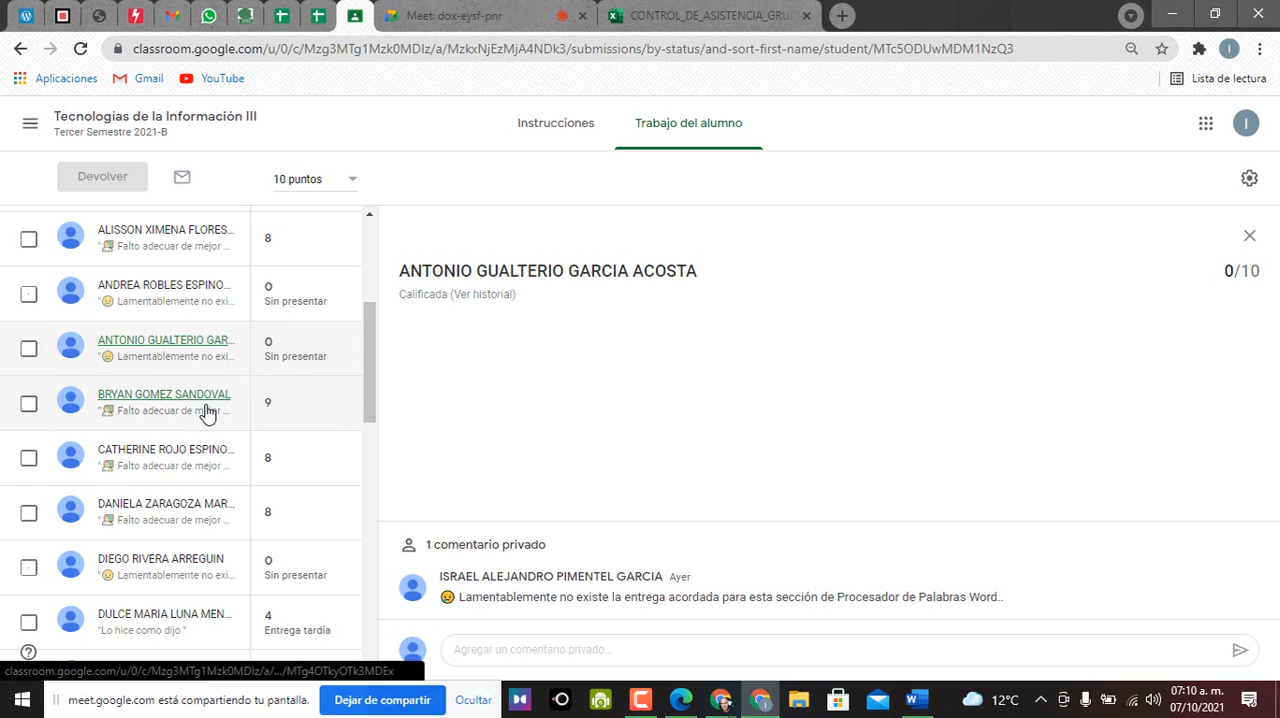 Meet: dox-eysf-pnr
CONTROL_DE_ASISTENCIA_GRU
classroom.google.com/u/0/c/Mzg3MTg1Mzk0MDIz/a/MzkxNjEzMjA4NDk3/submissions/by-status/and-sort-first-name/student/MTc5ODUwMDM1NzQ3
Aplicaciones
Gmail
YouTube
Lista de lectura
Tecnologías de la Información III
Tercer Semestre 2021-B
Instrucciones
Trabajo del alumno
I
Devolver
10 puntos
ALISSON XIMENA FLORES...
"Falto adecuar de mejor ...
8
ANDREA ROBLES ESPINO...
"😥 Lamentablemente no exi...
0
Sin presentar
ANTONIO GUALTERIO GAR...
"😥 Lamentablemente no exi...
0
Sin presentar
BRYAN GOMEZ SANDOVAL
"Falto adecuar de mejor ...
9
CATHERINE ROJO ESPINO...
"Falto adecuar de mejor ...
8
DANIELA ZARAGOZA MAR...
"Falto adecuar de mejor ...
8
DIEGO RIVERA ARREGUIN
"😥 Lamentablemente no exi...
0
Sin presentar
DULCE MARIA LUNA MEN...
"Lo hice como dijo "
4
Entrega tardía
ANTONIO GUALTERIO GARCIA ACOSTA
0/10
Calificada (Ver historial)
1 comentario privado
ISRAEL ALEJANDRO PIMENTEL GARCIA Ayer
😥 Lamentablemente no existe la entrega acordada para esta sección de Procesador de Palabras Word..
Agregar un comentario privado...
classroom.google.com/u/0/c/Mzg3MTg1Mzk0MDIz/a/.../MTg4OTkyOTk3MDEx
meet.google.com está compartiendo tu pantalla.
Dejar de compartir
Ocultar
12°C
07:10 a. m.
07/10/2021